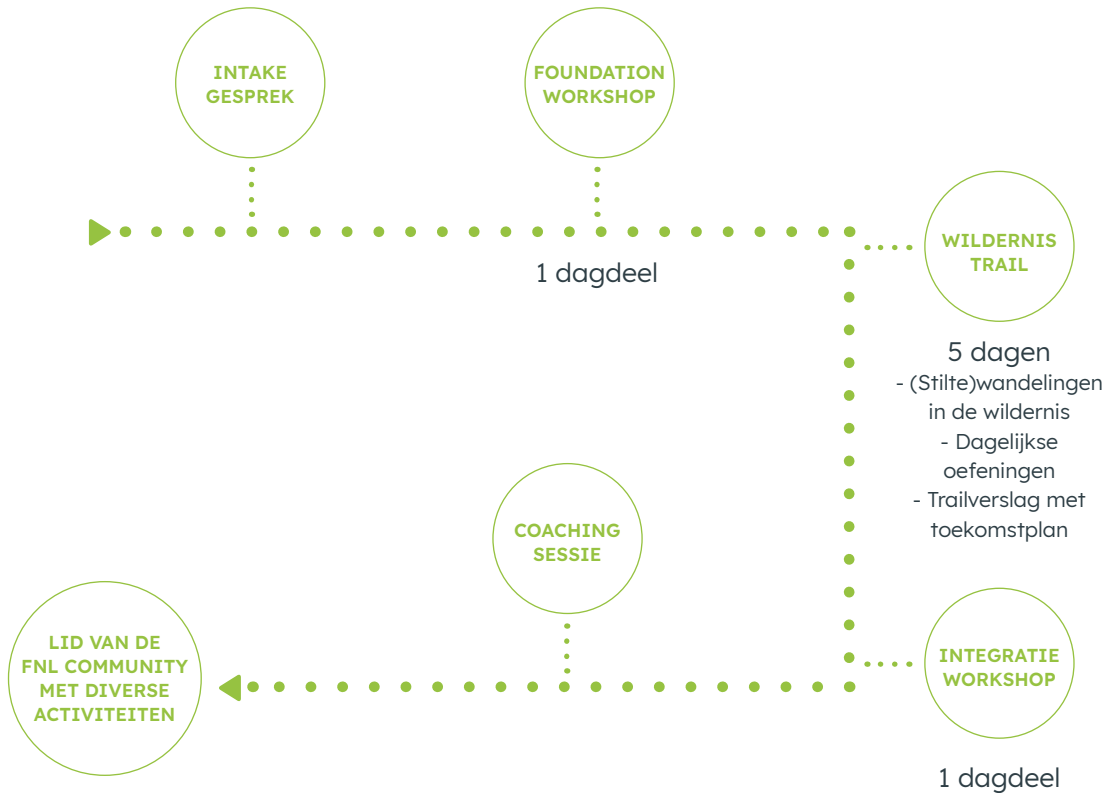 INTAKE
GESPREK
FOUNDATION
WORKSHOP
1 dagdeel
WILDERNIS
TRAIL
5 dagen
- (Stilte)wandelingen
in de wildernis
- Dagelijkse
oefeningen
- Trailverslag met
toekomstplan
INTEGRATIE
WORKSHOP
1 dagdeel
COACHING
SESSIE
LID VAN DE
FNL COMMUNITY
MET DIVERSE
ACTIVITEITEN